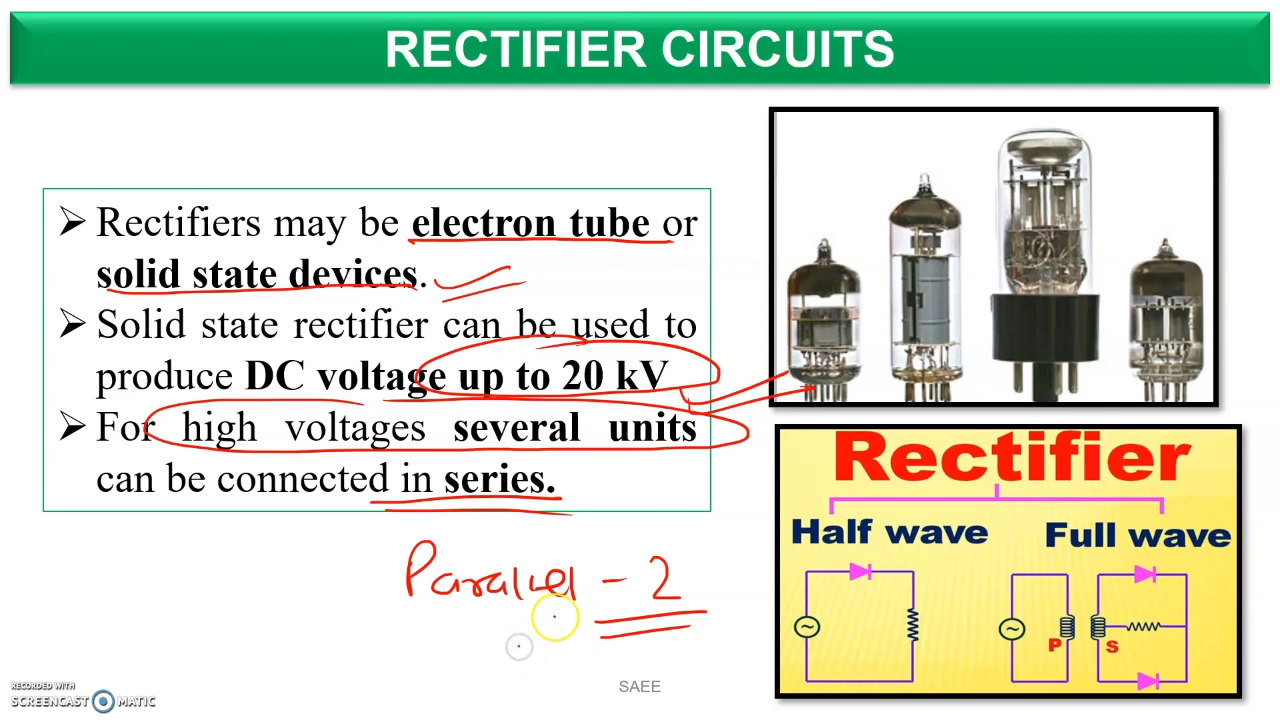 RECTIFIER CIRCUITS
➢ Rectifiers may be electron tube or
solid state devices.
➢ Solid state rectifier can be used to
produce DC voltage up to 20 kV
➢ For high voltages several units
can be connected in series.
Parallel - 2
Rectifier
Half wave
Full wave
P
S
SAEE
RECORDED WITH
SCREENCAST MATIC